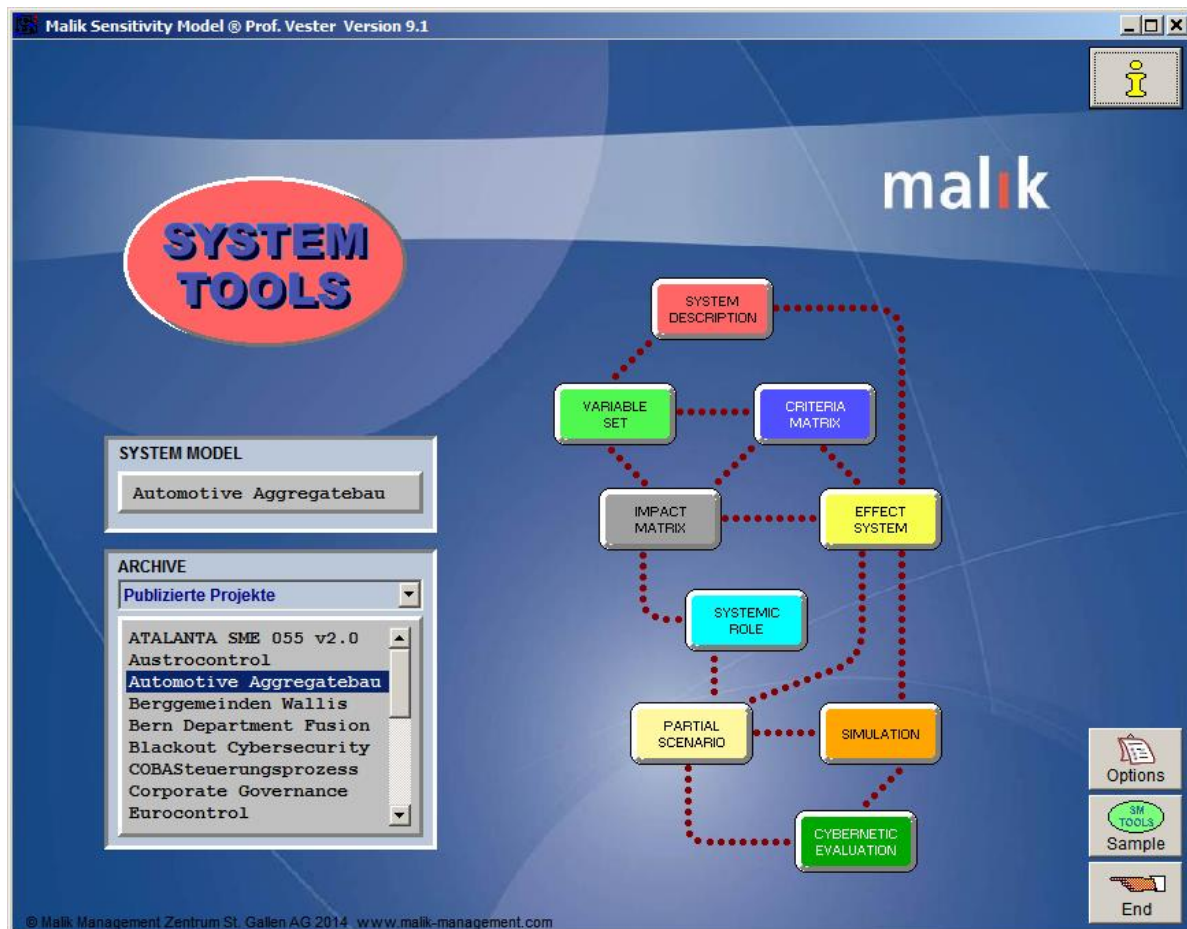 Malik Sensitivity Model ® Prof. Vester Version 9.1
malik
SYSTEM
TOOLS
SYSTEM
DESCRIPTION
VARIABLE
SET
CRITERIA
MATRIX
SYSTEM MODEL
Automotive Aggregatebau
IMPACT
MATRIX
EFFECT
SYSTEM
ARCHIVE
Publizierte Projekte
ATALANTA SME 055 v2.0
Austrocontrol
Automotive Aggregatebau
Berggemeinden Wallis
Bern Department Fusion
Blackout Cybersecurity
COBASteuerungsprozess
Corporate Governance
Eurocontrol
SYSTEMIC
ROLE
PARTIAL
SCENARIO
SIMULATION
CYBERNETIC
EVALUATION
Options
SM
TOOLS
Sample
End
© Malik Management Zentrum St. Gallen AG 2014 www.malik-management.com